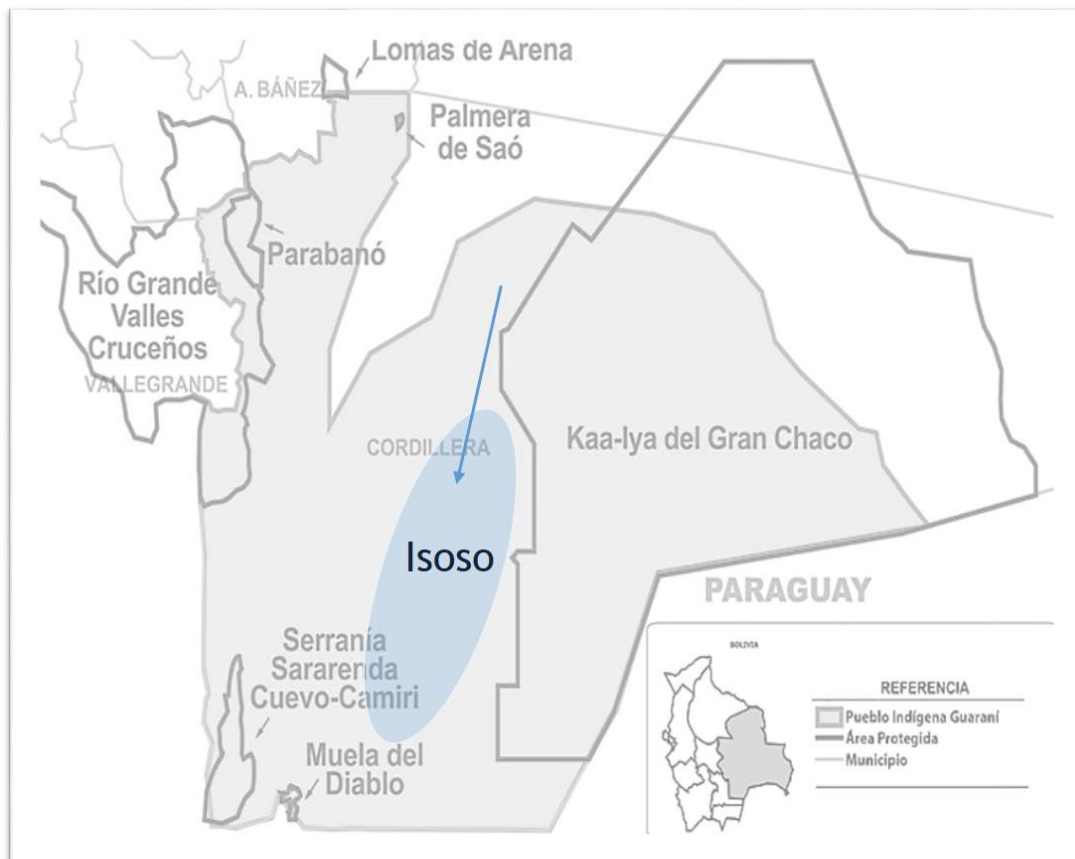 Lomas de Arena
A. BÁÑEZ
Palmera
de Saó
Parabanó
Río Grande
Valles
Cruceños
VALLEGRANDE
CORDILLERA
Kaa-Iya del Gran Chaco
Isoso
PARAGUAY
Serranía
Sararenda
Cuevo-Camiri
Muela del
Diablo
BOLIVIA
REFERENCIA
Pueblo Indígena Guaraní
Área Protegida
Municipio